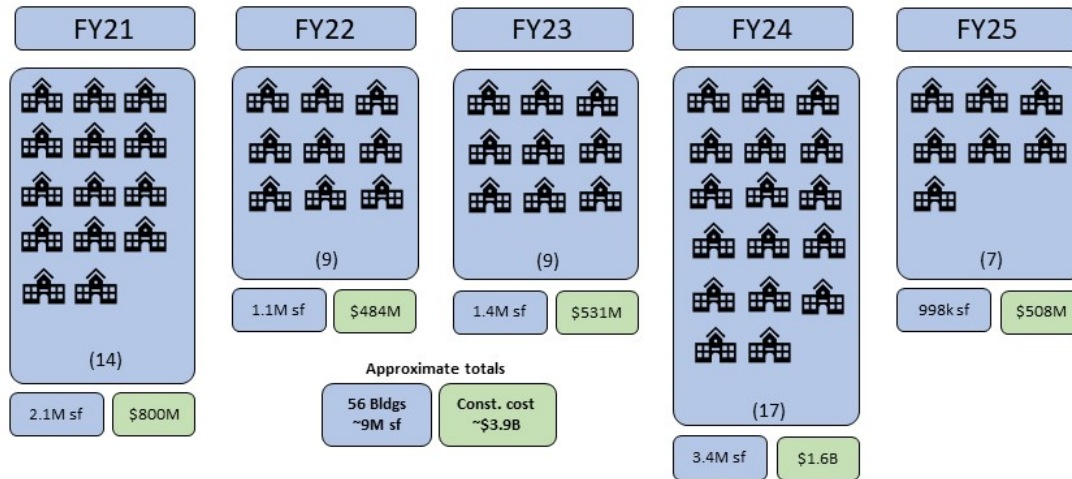 FY21
FY22
FY23
FY24
FY25
(14)
(9)
(9)
(17)
(7)
2.1M sf
$800M
1.1M sf
$484M
1.4M sf
$531M
3.4M sf
$1.6B
998k sf
$508M
Approximate totals
56 Bldgs
~9M sf
Const. cost
~$3.9B